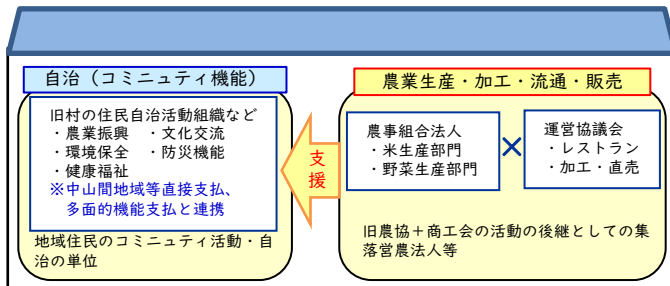 自治（コミニュティ機能）
旧村の住民自治活動組織など
・農業振興　・文化交流
・環境保全　・防災機能
・健康福祉
※中山間地域等直接支払、
多面的機能支払と連携
地域住民のコミュニティ活動・自
治の単位
支援
農業生産・加工・流通・販売
農事組合法人
・米生産部門
・野菜生産部門
×
運営協議会
・レストラン
・加工・直売
旧農協＋商工会の活動の後継としての集
落営農法人等